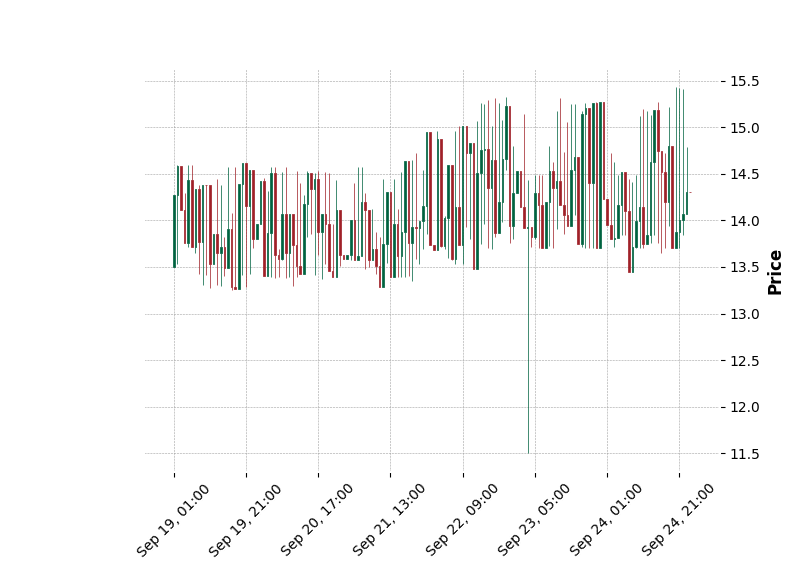 15.5
15.0
14.5
14.0
13.5
13.0
12.5
12.0
11.5
Price
Sep 19, 01:00
Sep 19, 21:00
Sep 20, 17:00
Sep 21, 13:00
Sep 22, 09:00
Sep 23, 05:00
Sep 24, 01:00
Sep 24, 21:00